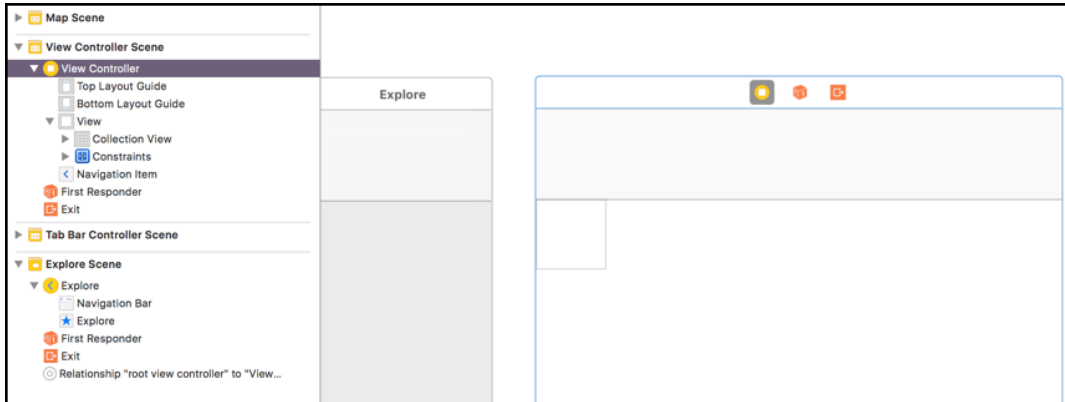 Map Scene
View Controller Scene
View Controller
Top Layout Guide
Bottom Layout Guide
View
Collection View
Constraints
Navigation Item
First Responder
Exit
Tab Bar Controller Scene
Explore Scene
Explore
Navigation Bar
Explore
First Responder
Exit
Relationship "root view controller" to "View...
Explore